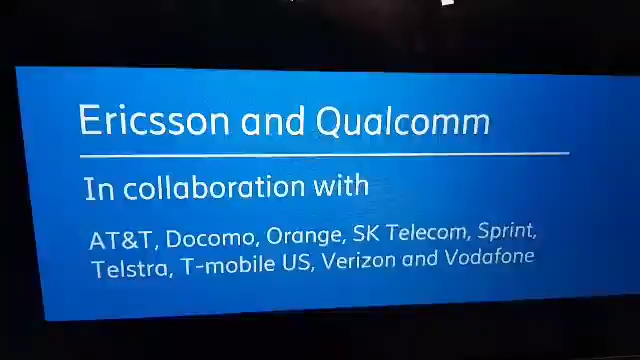 Ericsson and Qualcomm
In collaboration with
AT&T, Docomo, Orange, SK Telecom, Sprint,
Telstra, T-mobile US, Verizon and Vodafone